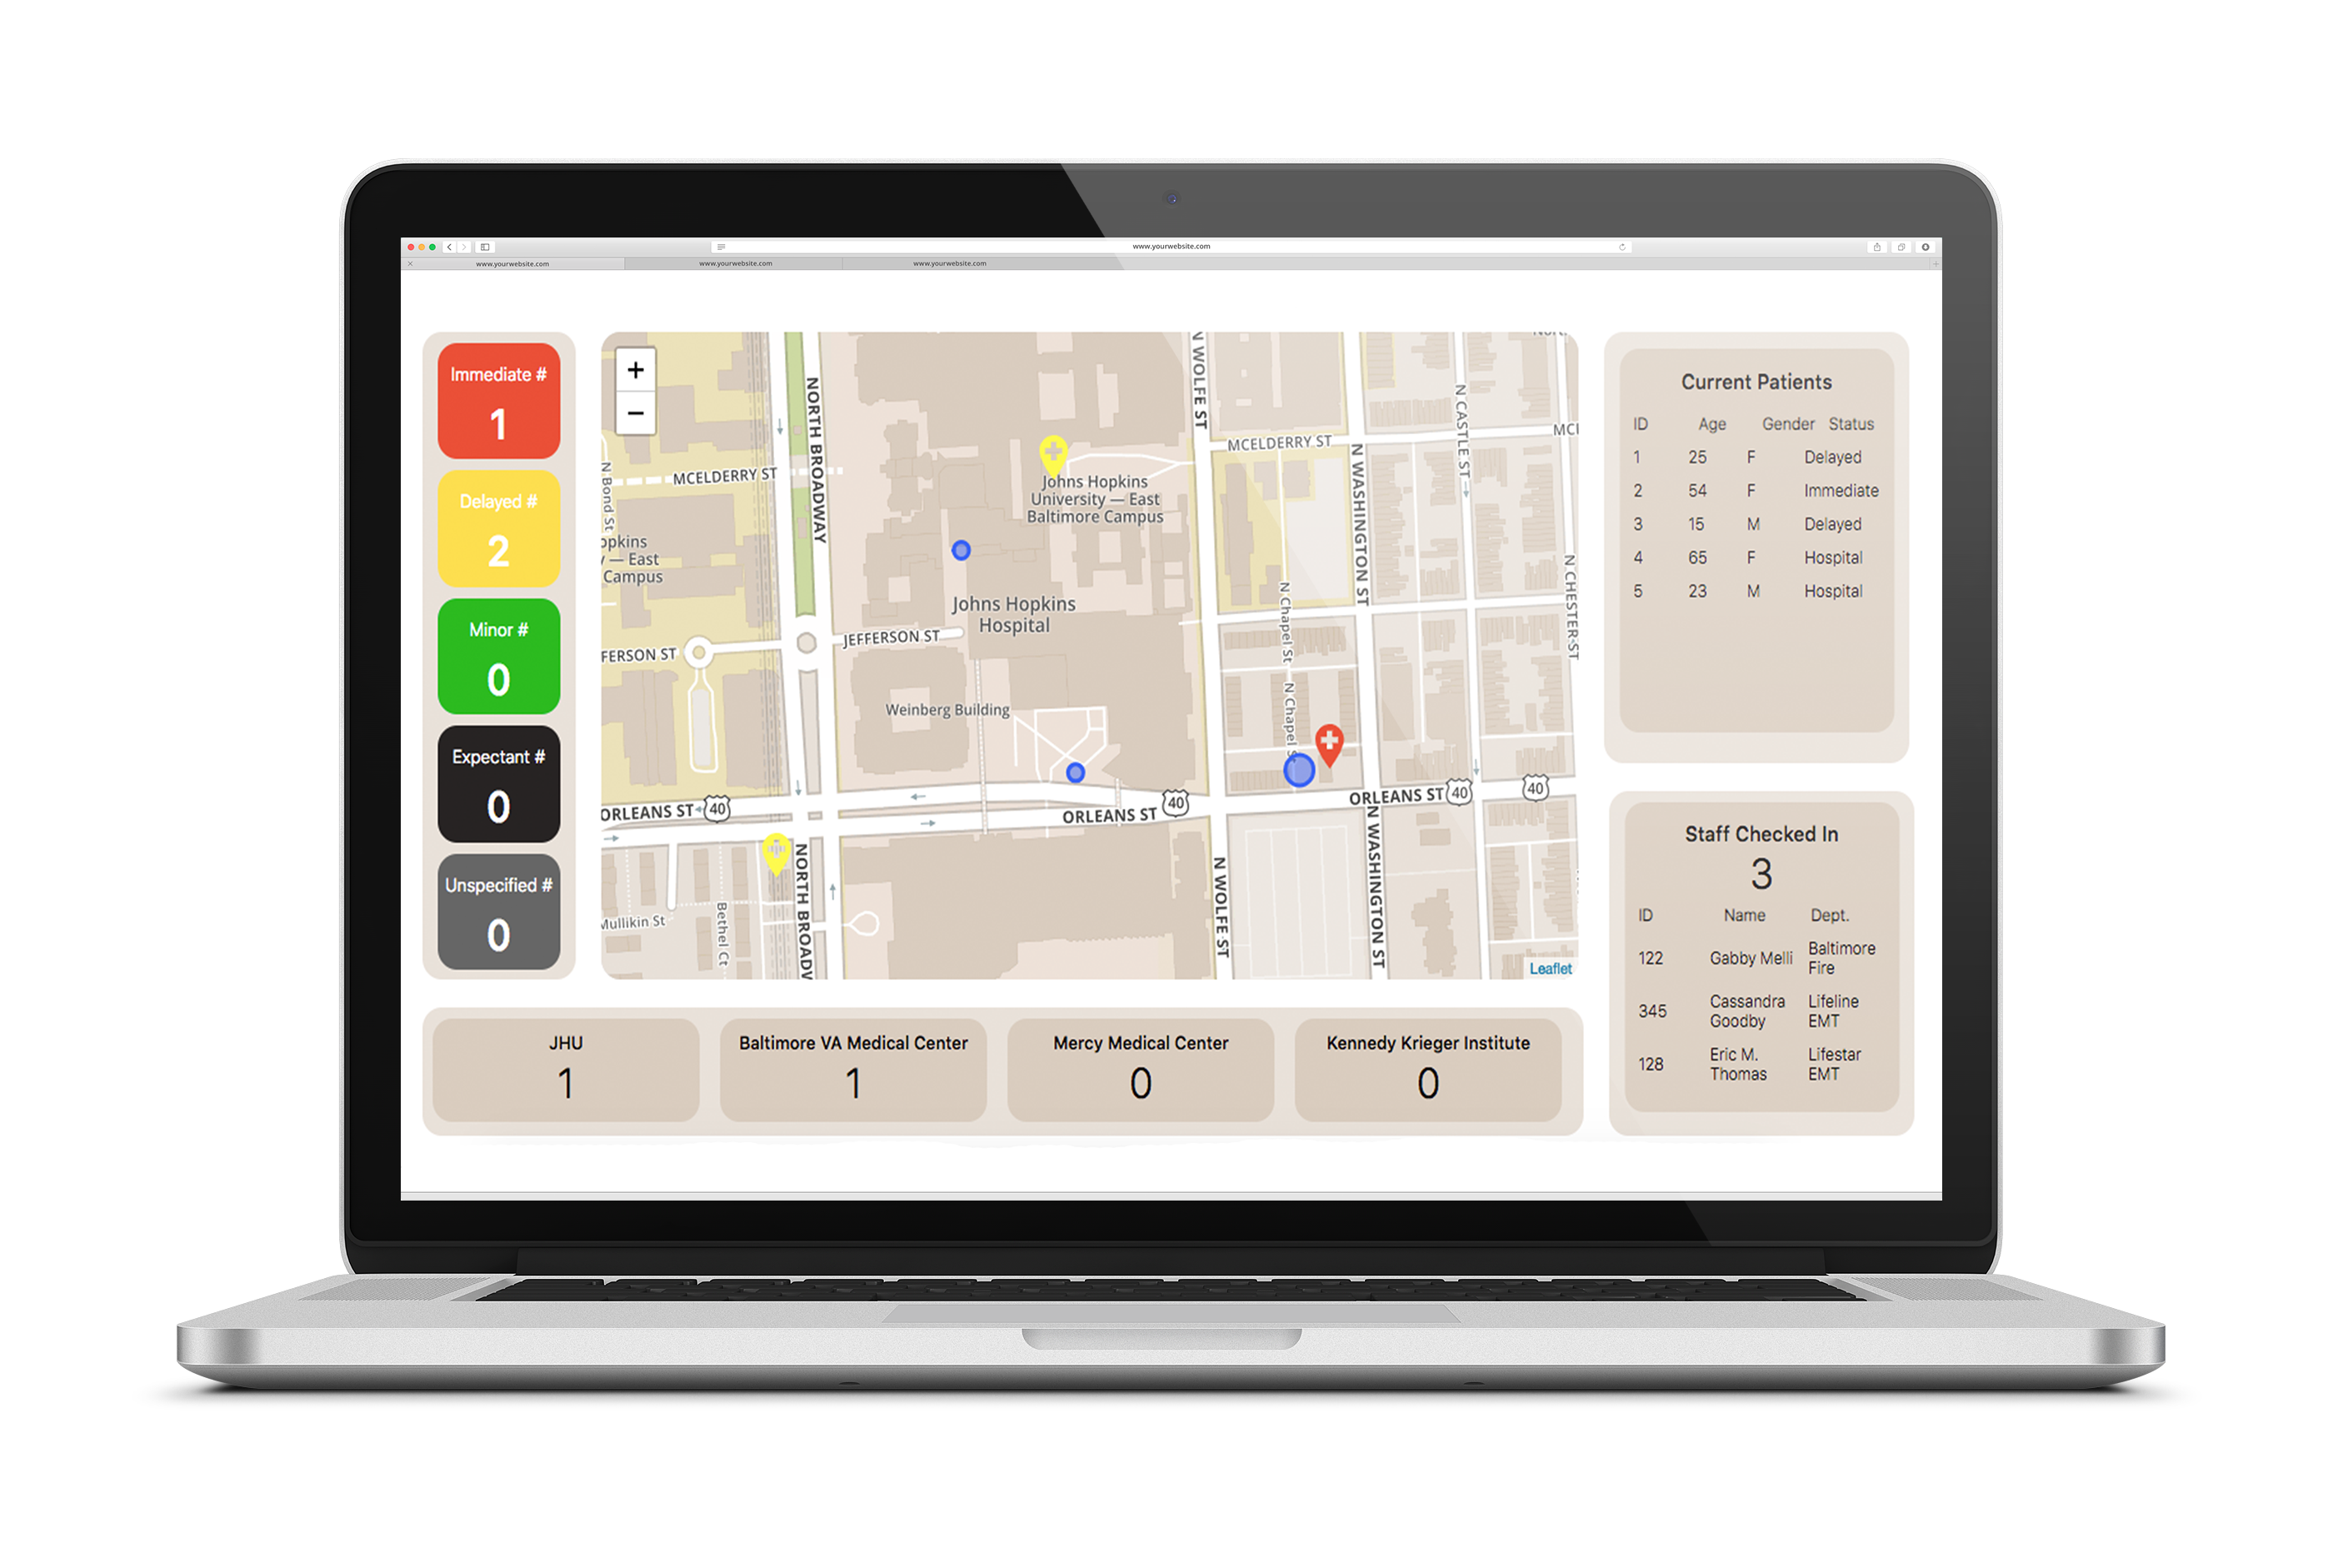 www.yourwebsite.com
www.yourwebsite.com
www.yourwebsite.com
www.yourwebsite.com
Immediate #
1
Delayed #
2
Minor #
0
Expectant #
0
Unspecified #
0
+
−
NORTH BROADWAY
N WOLFE ST
N CASTLE ST
MCELDERRY ST
MCELDERRY ST
N Bond St
N WASHINGTON ST
N CHESTER ST
Johns Hopkins
University — East
Baltimore Campus
opkins
— East
Campus
Johns Hopkins
Hospital
N Chapel St
JEFFERSON ST
FERSON ST
Weinberg Building
N Chapel S
ORLEANS ST 40
ORLEANS ST 40
ORLEANS ST 40
40
NORTH BROADW
N WOLFE ST
N WASHINGTON ST
Mullikin St
Bethel Ct
Leaflet
Current Patients
ID Age Gender Status
1 25 F Delayed
2 54 F Immediate
3 15 M Delayed
4 65 F Hospital
5 23 M Hospital
Staff Checked In
3
ID Name Dept.
122 Gabby Melli Baltimore
Fire
345 Cassandra Goodby Lifeline
EMT
128 Eric M. Thomas Lifestar
EMT
JHU
1
Baltimore VA Medical Center
1
Mercy Medical Center
0
Kennedy Krieger Institute
0